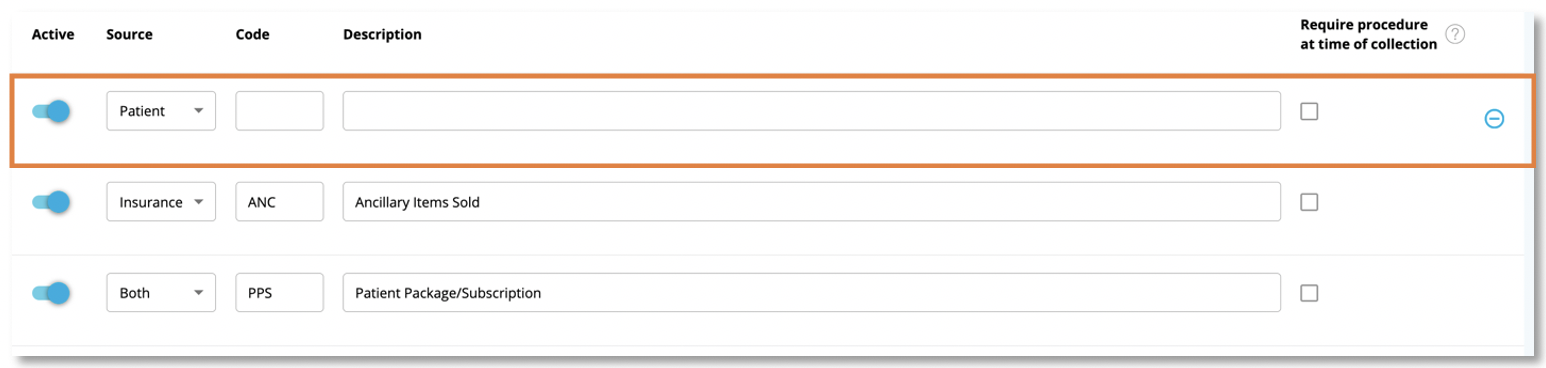 Active Source Code Description Require procedure
at time of collection ?
Patient
Insurance ANC Ancillary Items Sold
Both PPS Patient Package/Subscription